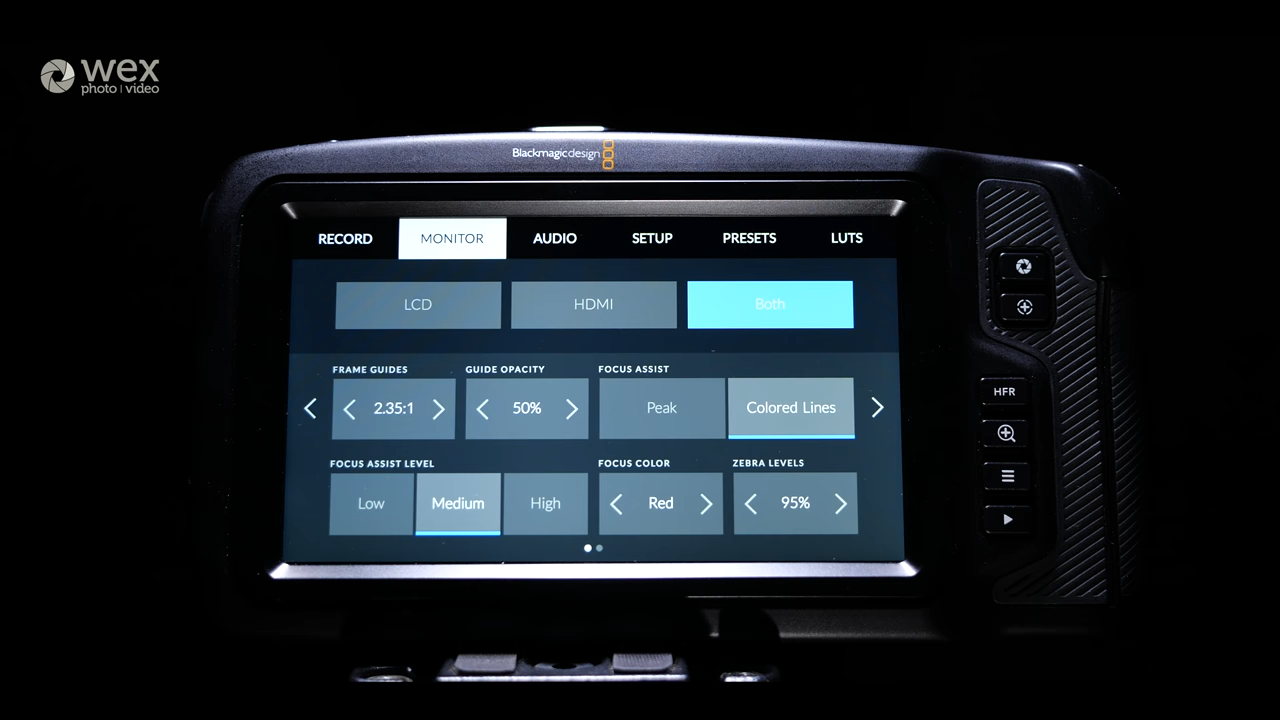 wex
photo | video
Blackmagicdesign
RECORD MONITOR AUDIO SETUP PRESETS LUTS
LCD HDMI Both
FRAME GUIDES GUIDE OPACITY FOCUS ASSIST
2.35:1 50% Peak Colored Lines
FOCUS ASSIST LEVEL FOCUS COLOR ZEBRA LEVELS
Low Medium High Red 95%
HFR